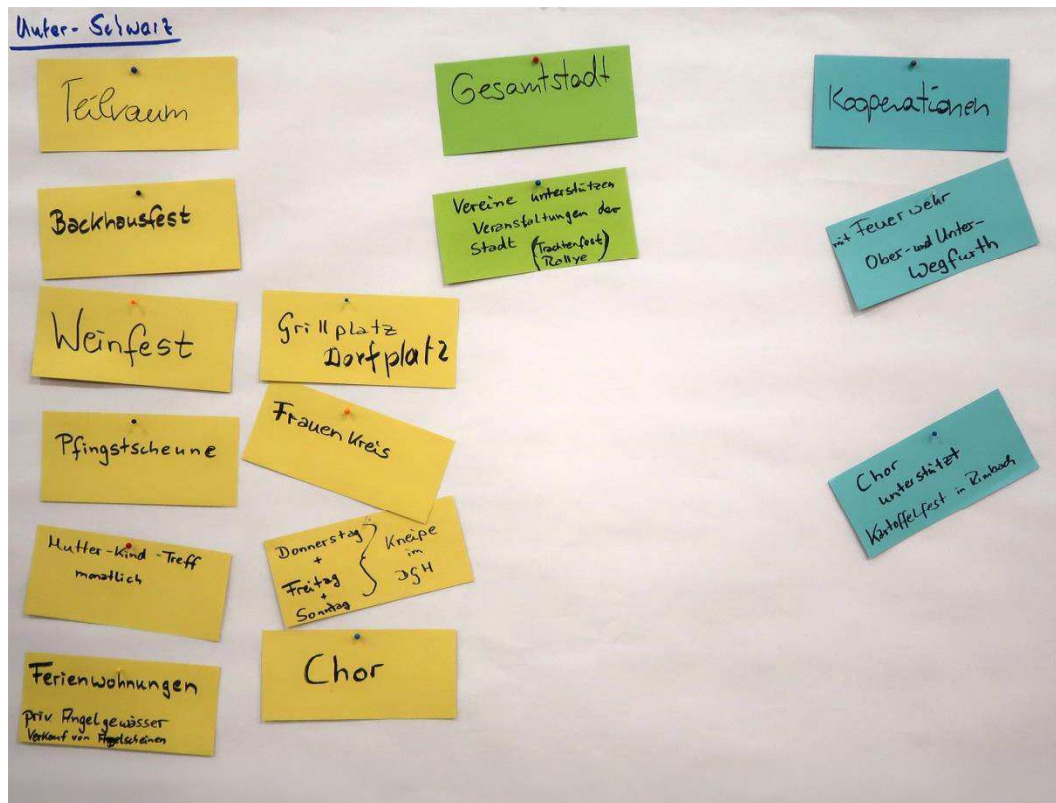 Unter-Schwarz
Teilraum
Gesamtstadt
Kooperationen
Backhausfest
Vereine unterstützen
Veranstaltungen der
Stadt (Trachtenfest)
Rollye
mit Feuerwehr
Ober- und Unter-
Wegfurth
Weinfest
Grillplatz
Dorfplatz
Pfingstscheune
Frauenkreis
Chor
unterstützt
Kartoffelfest in Rimbach
Mutter-Kind-Treff
monatlich
Donnerstag
+
Freitag
+
Sonntag
Kneipe
im
DGH
Ferienwohnungen
priv. Angelgewässer
Verkauf von Angelscheinen
Chor